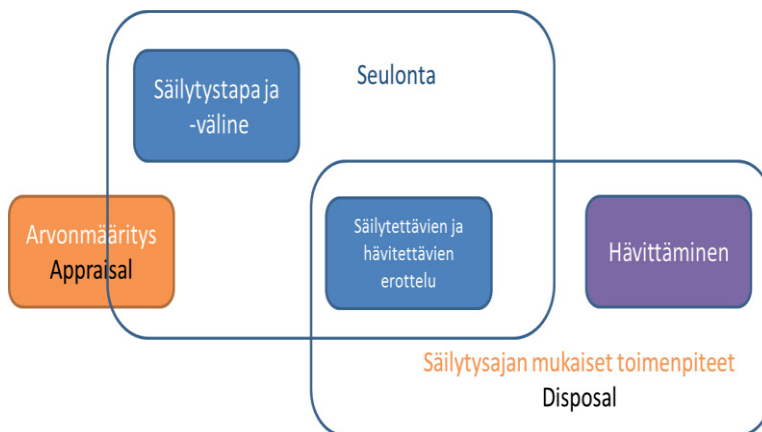 Seulonta
Säilytystapa ja
-väline
Arvonmääritys
Appraisal
Säilytettävien ja
hävitettävien
erottelu
Hävittäminen
Säilytysajan mukaiset toimenpiteet
Disposal